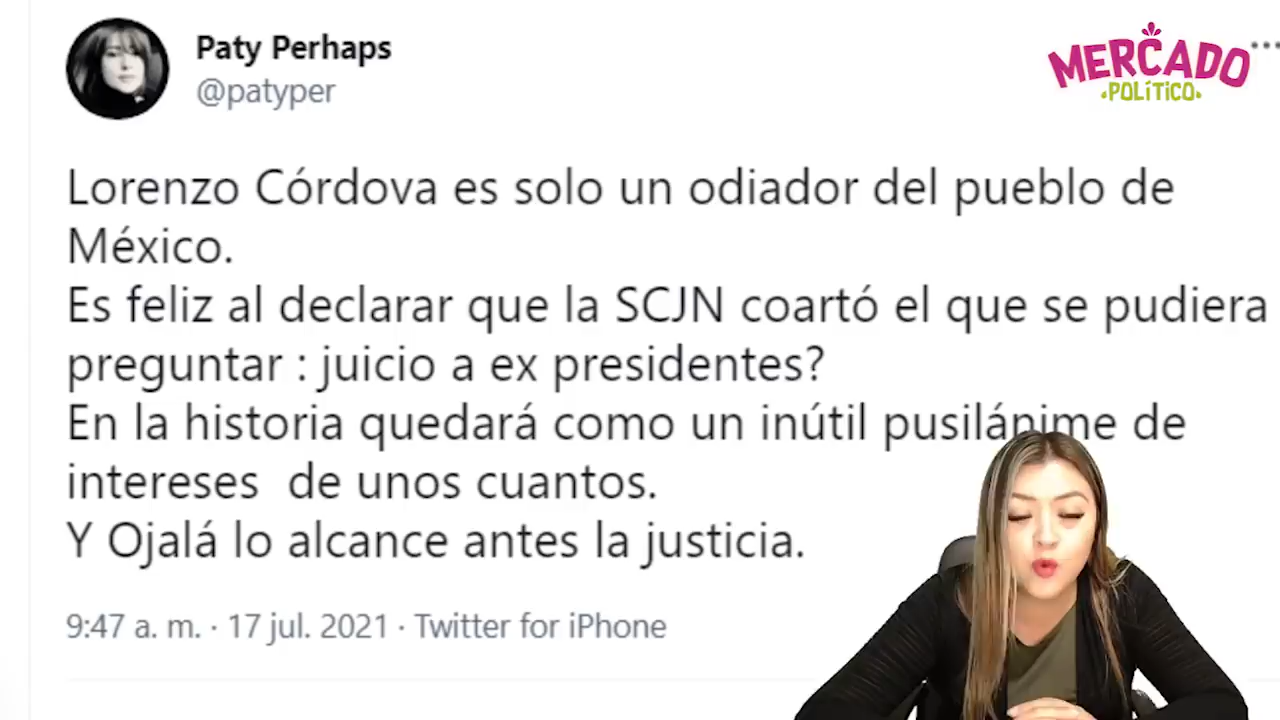 Paty Perhaps
@patyper
MERCADO
POLÍTICO
Lorenzo Córdova es solo un odiador del pueblo de
México.
Es feliz al declarar que la SCJN coartó el que se pudiera
preguntar : juicio a ex presidentes?
En la historia quedará como un inútil pusilánime de
intereses  de unos cuantos.
Y Ojalá lo alcance antes la justicia.
9:47 a. m. · 17 jul. 2021 · Twitter for iPhone